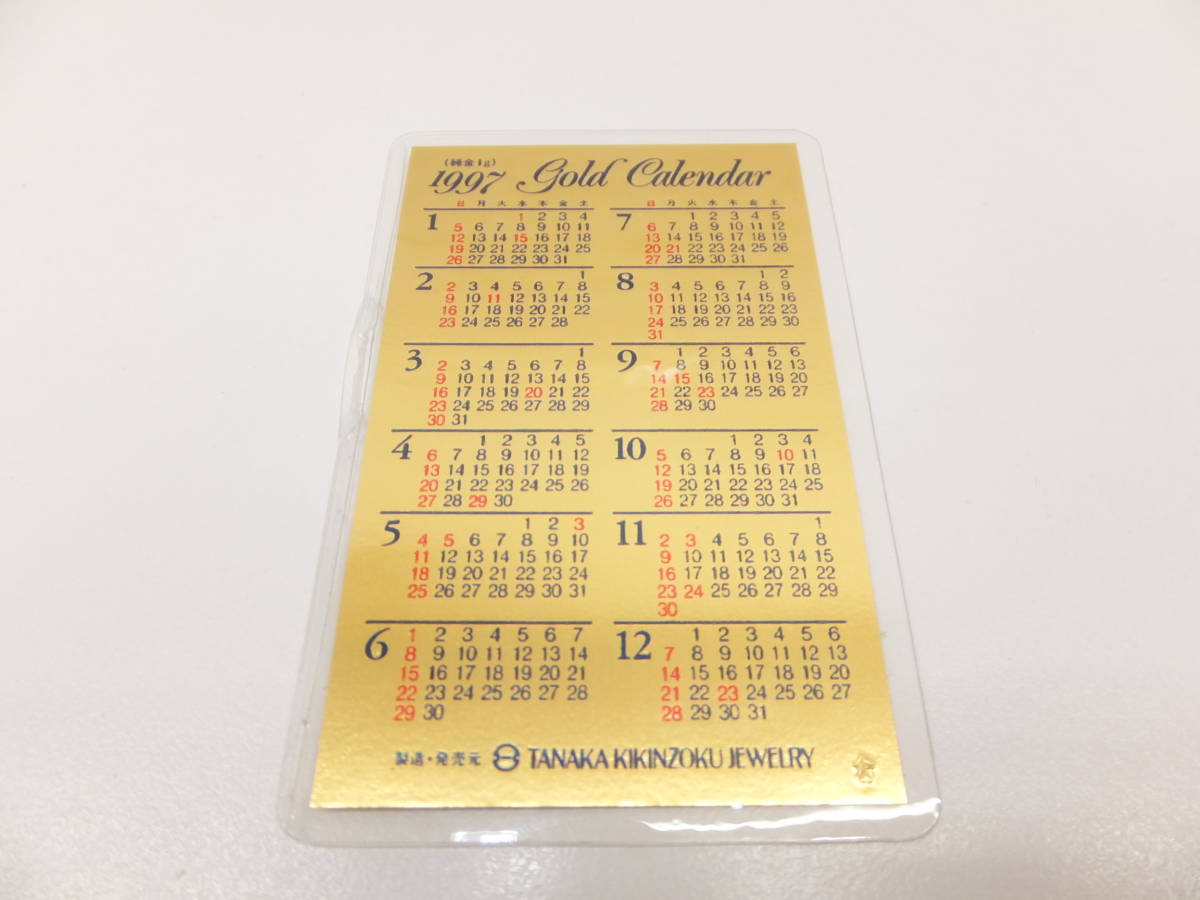 (純金1g)
1997 Gold Calendar
日 月 火 水 木 金 土
1
1 2 3 4
5 6 7 8 9 10 11
12 13 14 15 16 17 18
19 20 21 22 23 24 25
26 27 28 29 30 31
2
1
2 3 4 5 6 7 8
9 10 11 12 13 14 15
16 17 18 19 20 21 22
23 24 25 26 27 28
3
1
2 3 4 5 6 7 8
9 10 11 12 13 14 15
16 17 18 19 20 21 22
23 24 25 26 27 28 29
30 31
4
1 2 3 4 5
6 7 8 9 10 11 12
13 14 15 16 17 18 19
20 21 22 23 24 25 26
27 28 29 30
5
1 2 3
4 5 6 7 8 9 10
11 12 13 14 15 16 17
18 19 20 21 22 23 24
25 26 27 28 29 30 31
6
1 2 3 4 5 6 7
8 9 10 11 12 13 14
15 16 17 18 19 20 21
22 23 24 25 26 27 28
29 30
日 月 火 水 木 金 土
7
1 2 3 4 5
6 7 8 9 10 11 12
13 14 15 16 17 18 19
20 21 22 23 24 25 26
27 28 29 30 31
8
1 2
3 4 5 6 7 8 9
10 11 12 13 14 15 16
17 18 19 20 21 22 23
24 25 26 27 28 29 30
31
9
1 2 3 4 5 6
7 8 9 10 11 12 13
14 15 16 17 18 19 20
21 22 23 24 25 26 27
28 29 30
10
1 2 3 4
5 6 7 8 9 10 11
12 13 14 15 16 17 18
19 20 21 22 23 24 25
26 27 28 29 30 31
11
1
2 3 4 5 6 7 8
9 10 11 12 13 14 15
16 17 18 19 20 21 22
23 24 25 26 27 28 29
30
12
1 2 3 4 5 6
7 8 9 10 11 12 13
14 15 16 17 18 19 20
21 22 23 24 25 26 27
28 29 30 31
製造・発売元 TANAKA KIKINZOKU JEWELRY